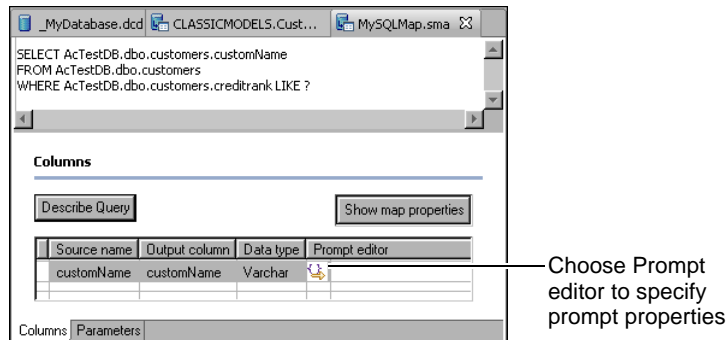 _MyDatabase.dcd CLASSICMODELS.Cust... MySQLMap.sma
SELECT AcTestDB.dbo.customers.customName
FROM AcTestDB.dbo.customers
WHERE AcTestDB.dbo.customers.creditrank LIKE ?
Columns
Describe Query Show map properties
Source name Output column Data type Prompt editor
customName customName Varchar
Choose Prompt
editor to specify
prompt properties
Columns Parameters